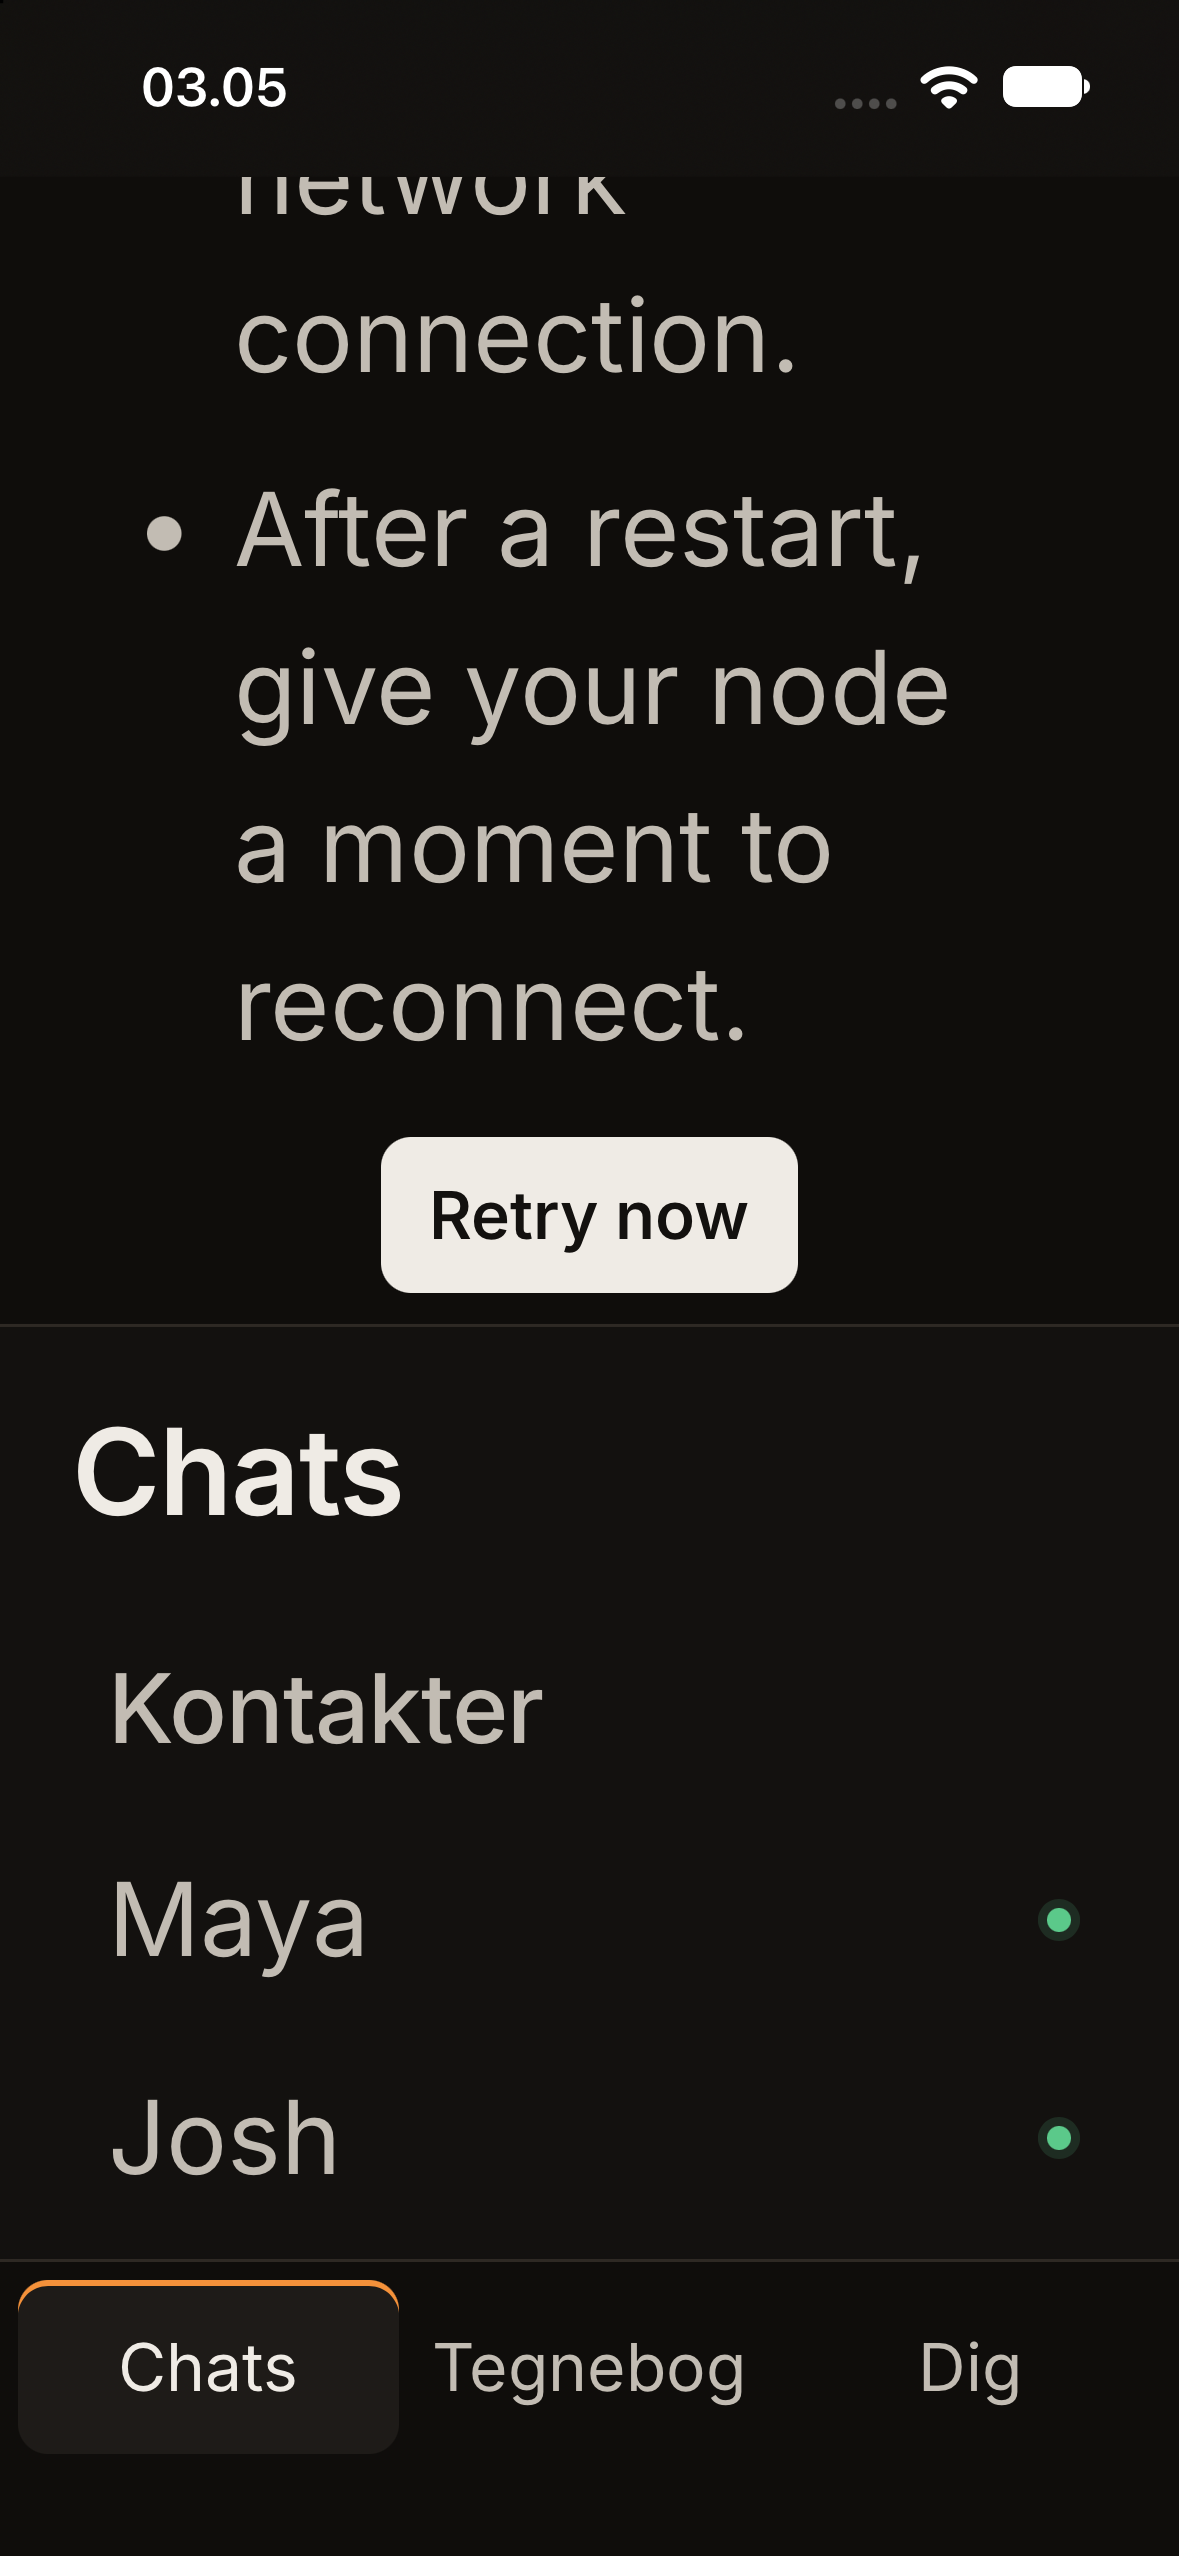 03.05
network
connection.
• After a restart,
give your node
a moment to
reconnect.
Retry now
Chats
Kontakter
Maya
Josh
Chats Tegnebog Dig